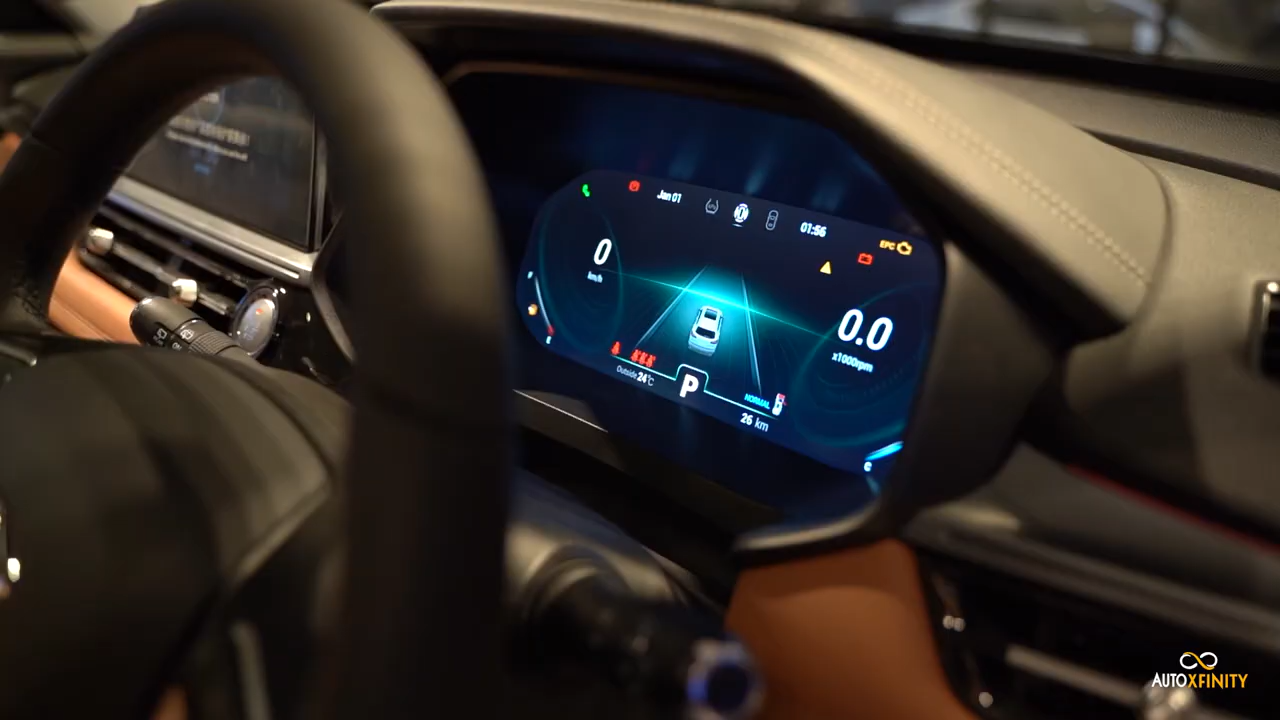 Jan 01
01:56
EPC
0
km/h
0.0
x1000rpm
F
E
Outside 24°C
P
NORMAL
26 km
C
AUTOXFINITY